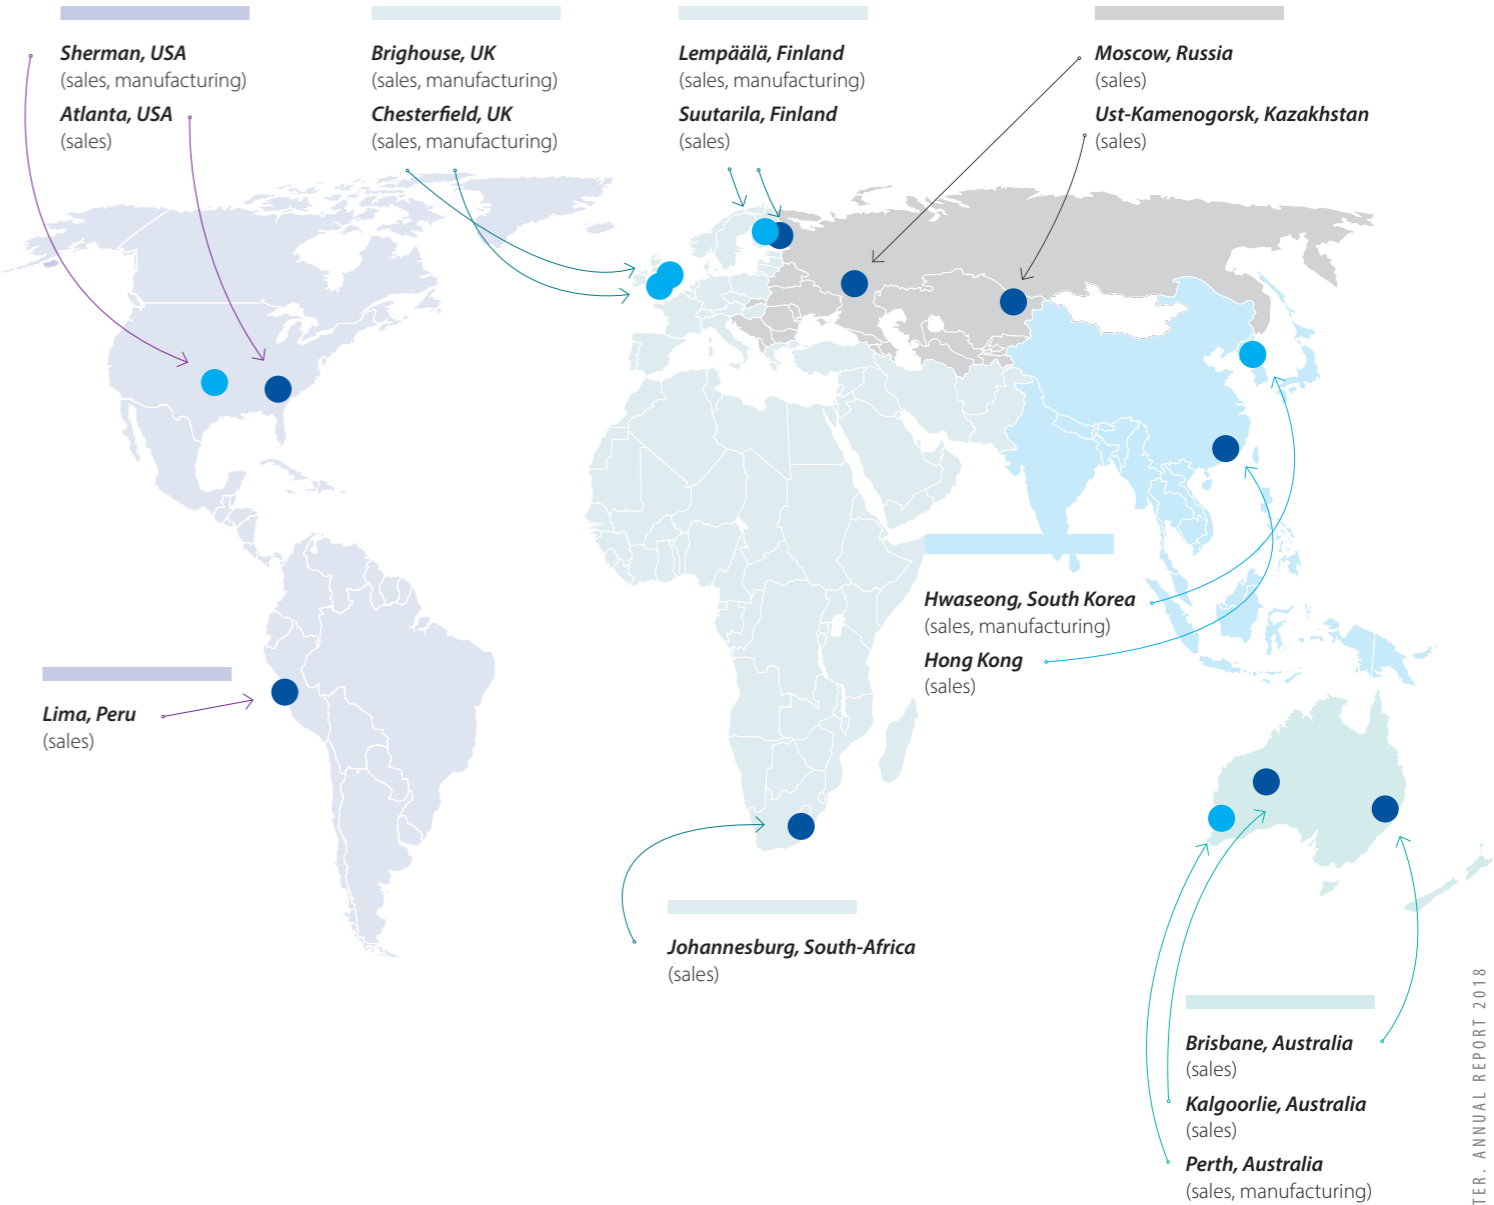 Sherman, USA
(sales, manufacturing)
Atlanta, USA
(sales)
Brighouse, UK
(sales, manufacturing)
Chesterfield, UK
(sales, manufacturing)
Lempäälä, Finland
(sales, manufacturing)
Suutarila, Finland
(sales)
Moscow, Russia
(sales)
Ust-Kamenogorsk, Kazakhstan
(sales)
Hwaseong, South Korea
(sales, manufacturing)
Hong Kong
(sales)
Lima, Peru
(sales)
Johannesburg, South-Africa
(sales)
Brisbane, Australia
(sales)
Kalgoorlie, Australia
(sales)
Perth, Australia
(sales, manufacturing)
TER. ANNUAL REPORT 2018